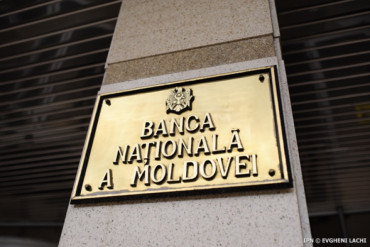 BANCA
NAȚIONALĂ
A MOLDOVEI
IPN © EVGHENI LACHI